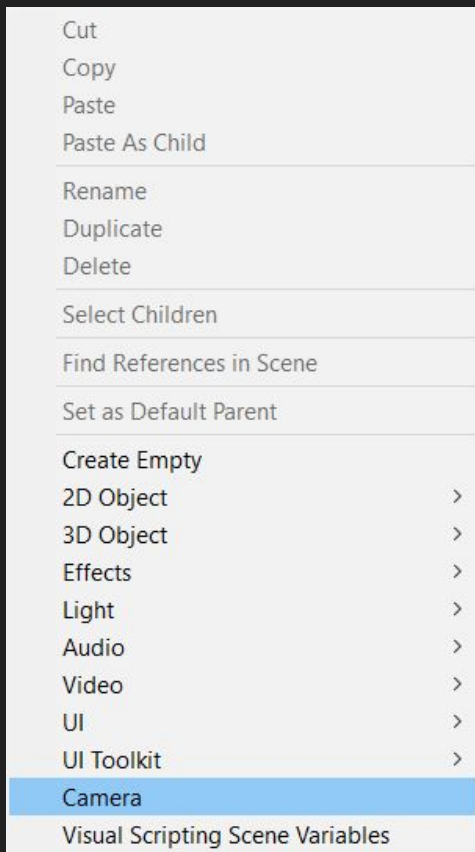 Cut
Copy
Paste
Paste As Child
Rename
Duplicate
Delete
Select Children
Find References in Scene
Set as Default Parent
Create Empty
2D Object
3D Object
Effects
Light
Audio
Video
UI
UI Toolkit
Camera
Visual Scripting Scene Variables